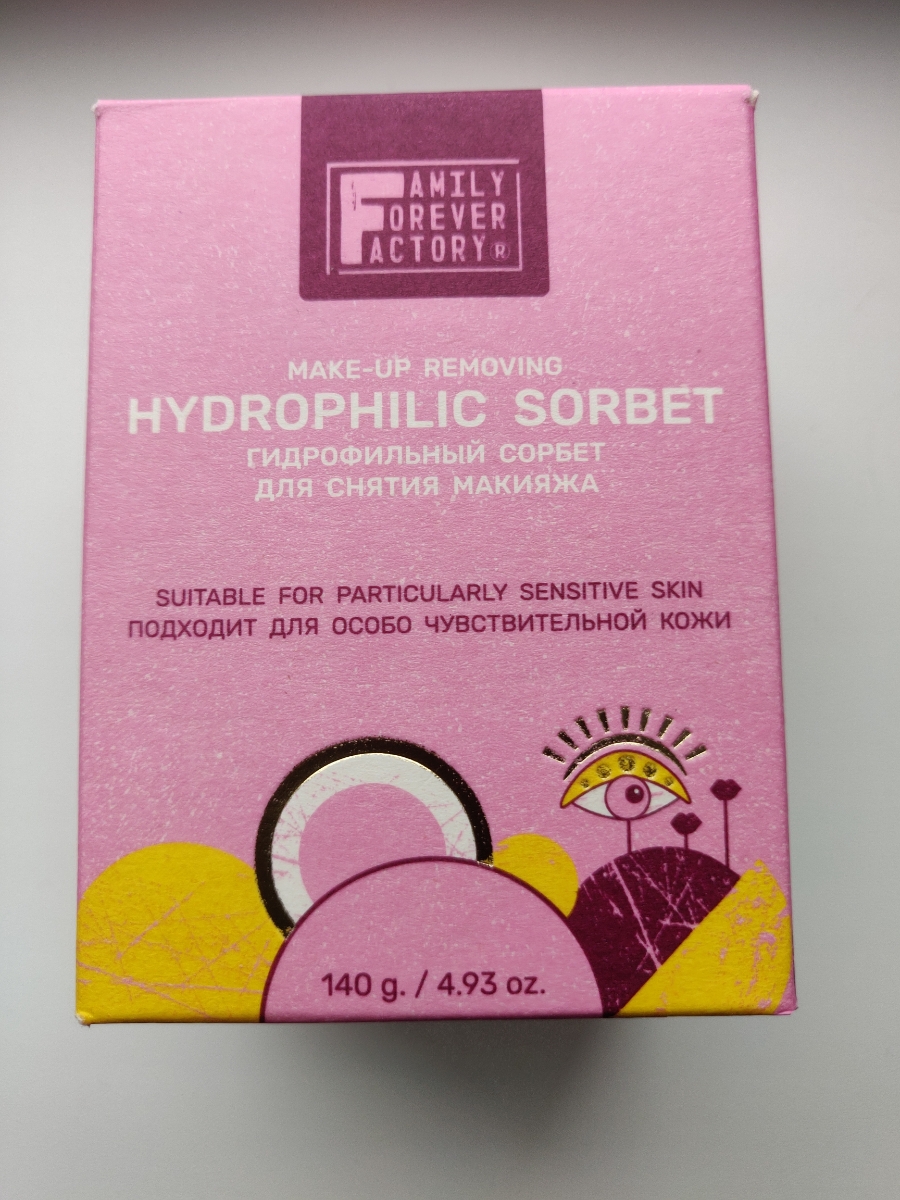 FAMILY
FOREVER
FACTORY®
MAKE-UP REMOVING
HYDROPHILIC SORBET
ГИДРОФИЛЬНЫЙ СОРБЕТ
ДЛЯ СНЯТИЯ МАКИЯЖА
SUITABLE FOR PARTICULARLY SENSITIVE SKIN
ПОДХОДИТ ДЛЯ ОСОБО ЧУВСТВИТЕЛЬНОЙ КОЖИ
140 g. / 4.93 oz.